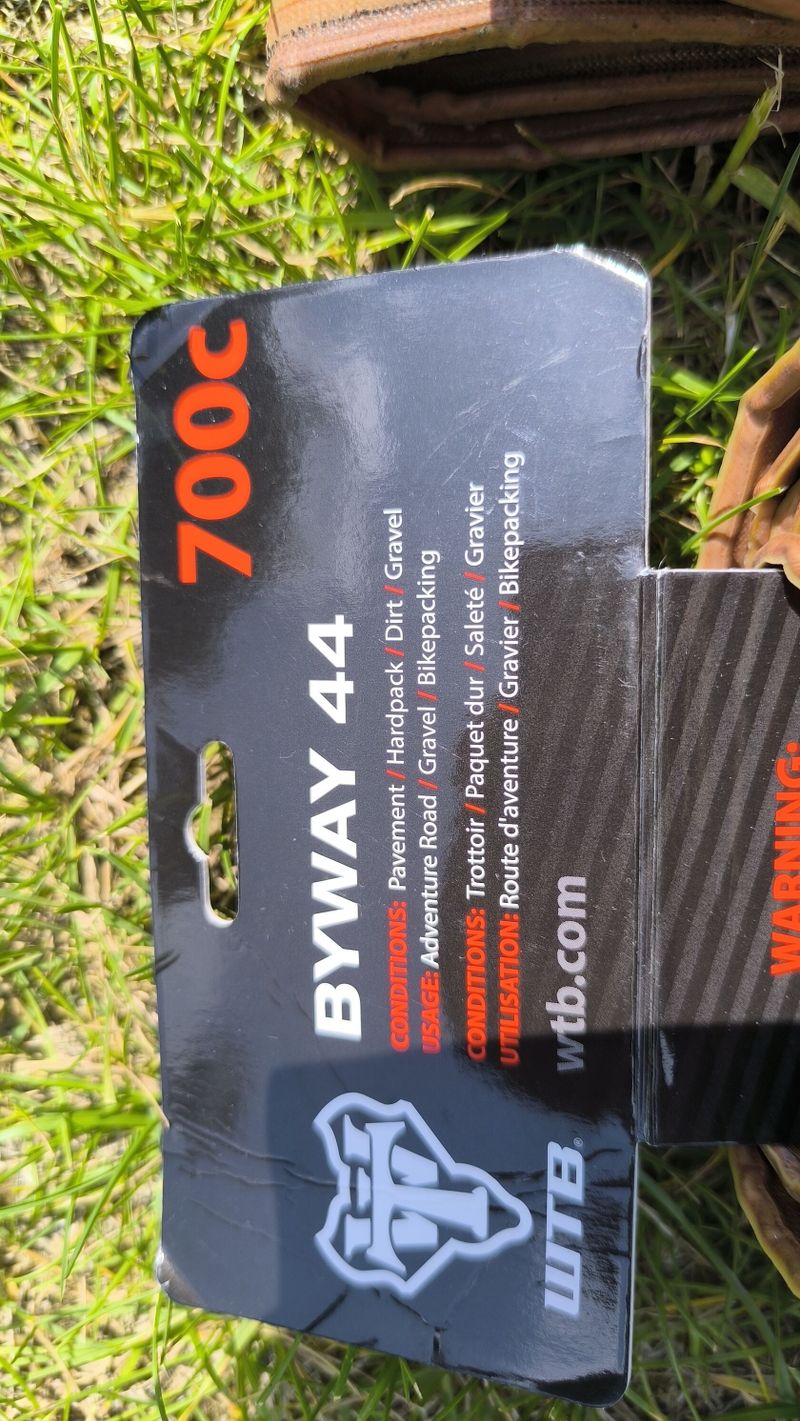 700c
BYWAY 44
CONDITIONS: Pavement / Hardpack / Dirt / Gravel
USAGE: Adventure Road / Gravel / Bikepacking
CONDITIONS: Trottoir / Paquet dur / Saleté / Gravier
UTILISATION: Route d'aventure / Gravier / Bikepacking
wtb.com
WTB®
WARNING: